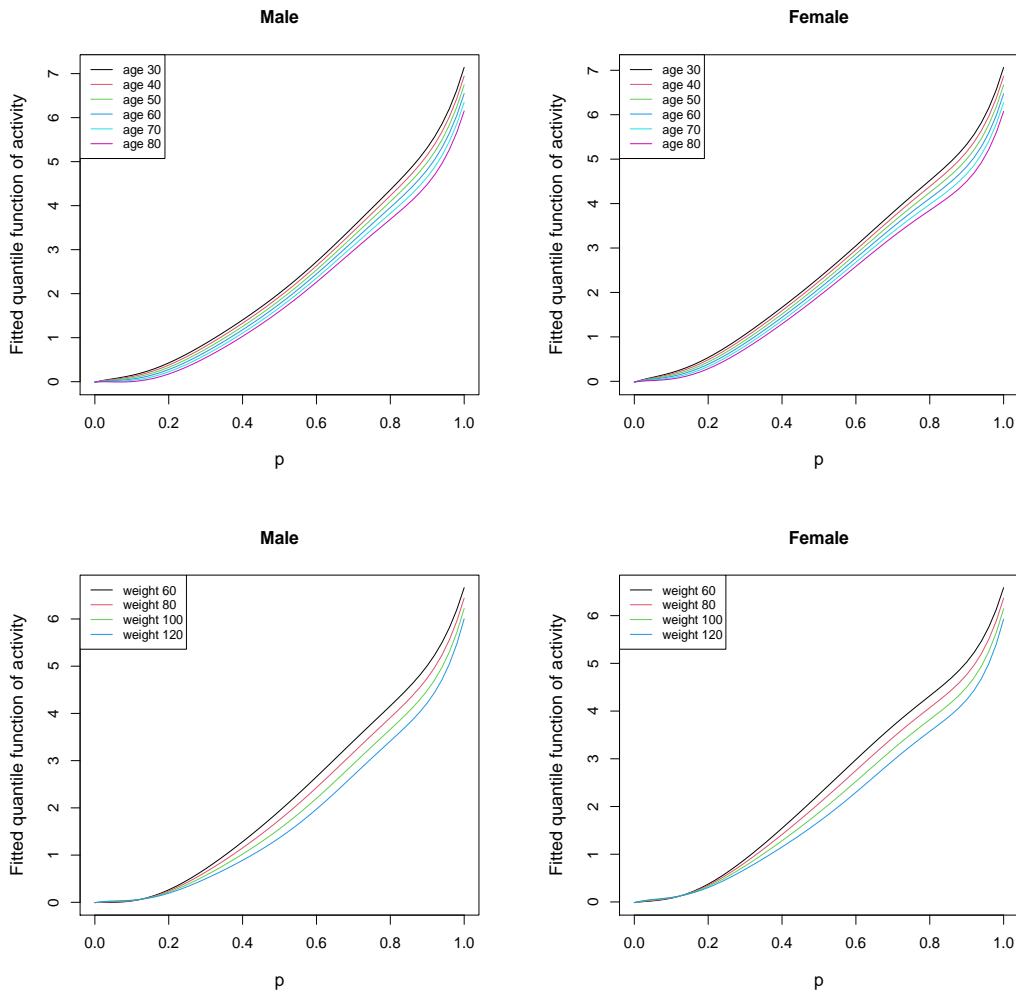 Male
Fitted quantile function of activity
7
6
5
4
3
2
1
0
age 30
age 40
age 50
age 60
age 70
age 80
0.0 0.2 0.4 0.6 0.8 1.0
p
Female
Fitted quantile function of activity
7
6
5
4
3
2
1
0
age 30
age 40
age 50
age 60
age 70
age 80
0.0 0.2 0.4 0.6 0.8 1.0
p
Male
Fitted quantile function of activity
6
5
4
3
2
1
0
weight 60
weight 80
weight 100
weight 120
0.0 0.2 0.4 0.6 0.8 1.0
p
Female
Fitted quantile function of activity
6
5
4
3
2
1
0
weight 60
weight 80
weight 100
weight 120
0.0 0.2 0.4 0.6 0.8 1.0
p